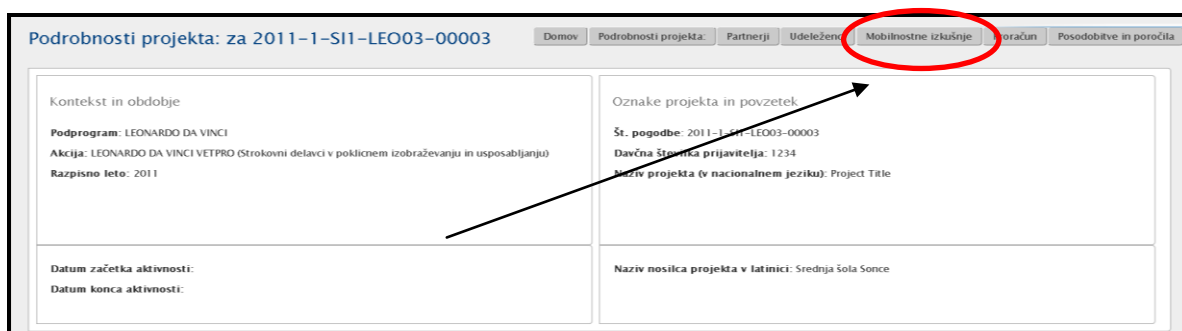 Podrobnosti projekta: za 2011-1-SI1-LEO03-00003
Domov Podrobnosti projekta: Partnerji Udeleženci Mobilnostne izkušnje Proračun Posodobitve in poročila
Kontekst in obdobje
Podprogram: LEONARDO DA VINCI
Akcija: LEONARDO DA VINCI VETPRO (Strokovni delavci v poklicnem izobraževanju in usposabljanju)
Razpisno leto: 2011
Oznake projekta in povzetek
Št. pogodbe: 2011-1-SI1-LEO03-00003
Davčna številka prijavitelja: 1234
Naziv projekta (v nacionalnem jeziku): Project Title
Datum začetka aktivnosti:
Datum konca aktivnosti:
Naziv nosilca projekta v latinici: Srednja šola Sonce